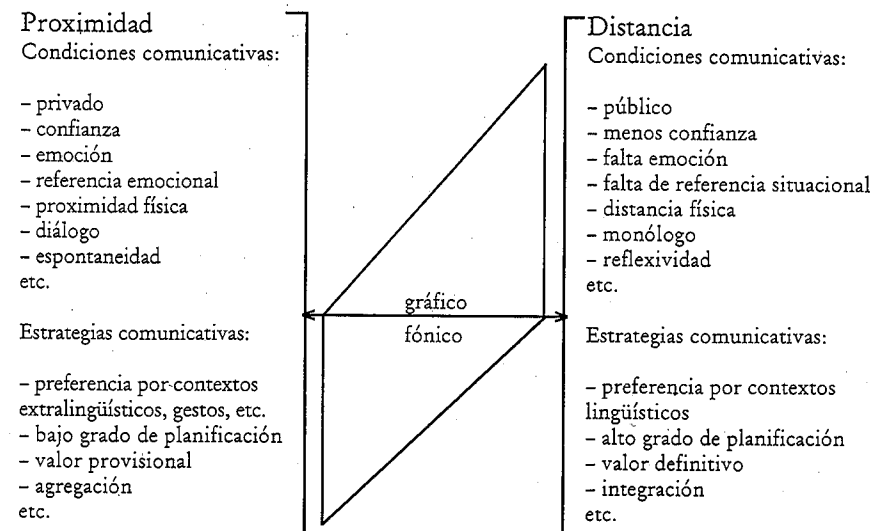 Proximidad
Condiciones comunicativas:
– privado
– confianza
– emoción
– referencia emocional
– proximidad física
– diálogo
– espontaneidad
etc.
Estrategias comunicativas:
– preferencia por contextos
extralingüísticos, gestos, etc.
– bajo grado de planificación
– valor provisional
– agregación
etc.
gráfico
fónico
Distancia
Condiciones comunicativas:
– público
– menos confianza
– falta emoción
– falta de referencia situacional
– distancia física
– monólogo
– reflexividad
etc.
Estrategias comunicativas:
– preferencia por contextos
lingüísticos
– alto grado de planificación
– valor definitivo
– integración
etc.